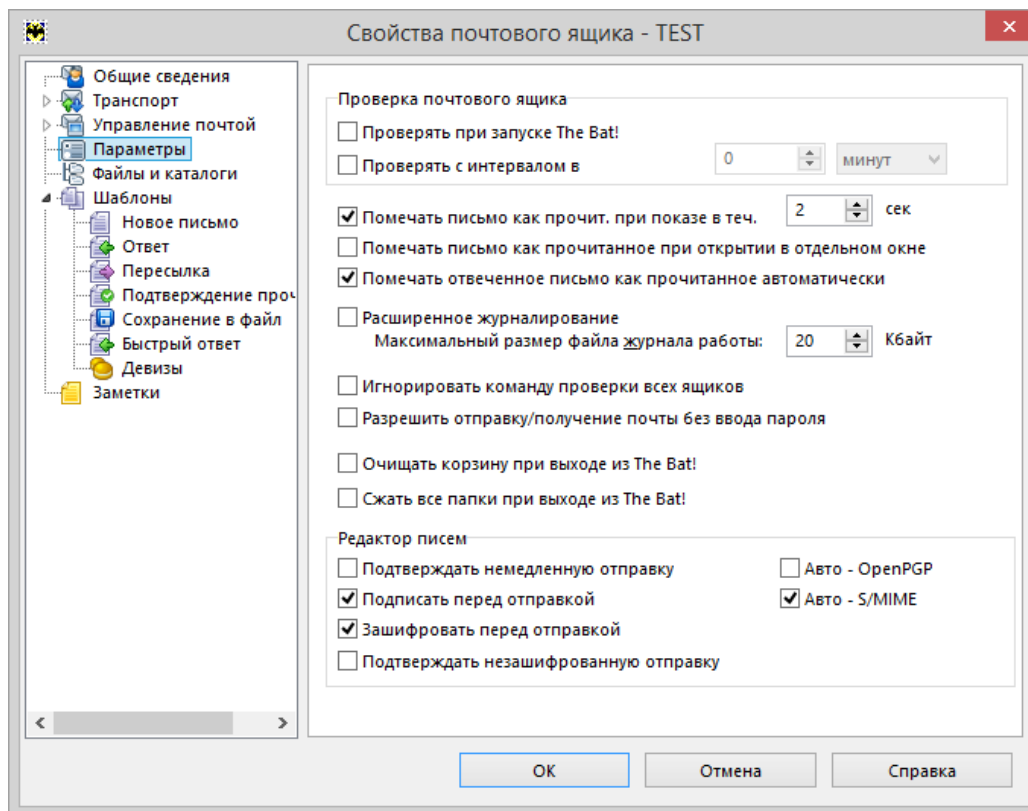 Свойства почтового ящика - TEST
Общие сведения
Транспорт
Управление почтой
Параметры
Файлы и каталоги
Шаблоны
Новое письмо
Ответ
Пересылка
Подтверждение проч
Сохранение в файл
Быстрый ответ
Девизы
Заметки
Проверка почтового ящика
Проверять при запуске The Bat!
Проверять с интервалом в 0 минут
Помечать письмо как прочит. при показе в теч. 2 сек
Помечать письмо как прочитанное при открытии в отдельном окне
Помечать отвеченное письмо как прочитанное автоматически
Расширенное журналирование
Максимальный размер файла журнала работы: 20 Кбайт
Игнорировать команду проверки всех ящиков
Разрешить отправку/получение почты без ввода пароля
Очищать корзину при выходе из The Bat!
Сжать все папки при выходе из The Bat!
Редактор писем
Подтверждать немедленную отправку Авто - OpenPGP
Подписать перед отправкой Авто - S/MIME
Зашифровать перед отправкой
Подтверждать незашифрованную отправку
ОК Отмена Справка